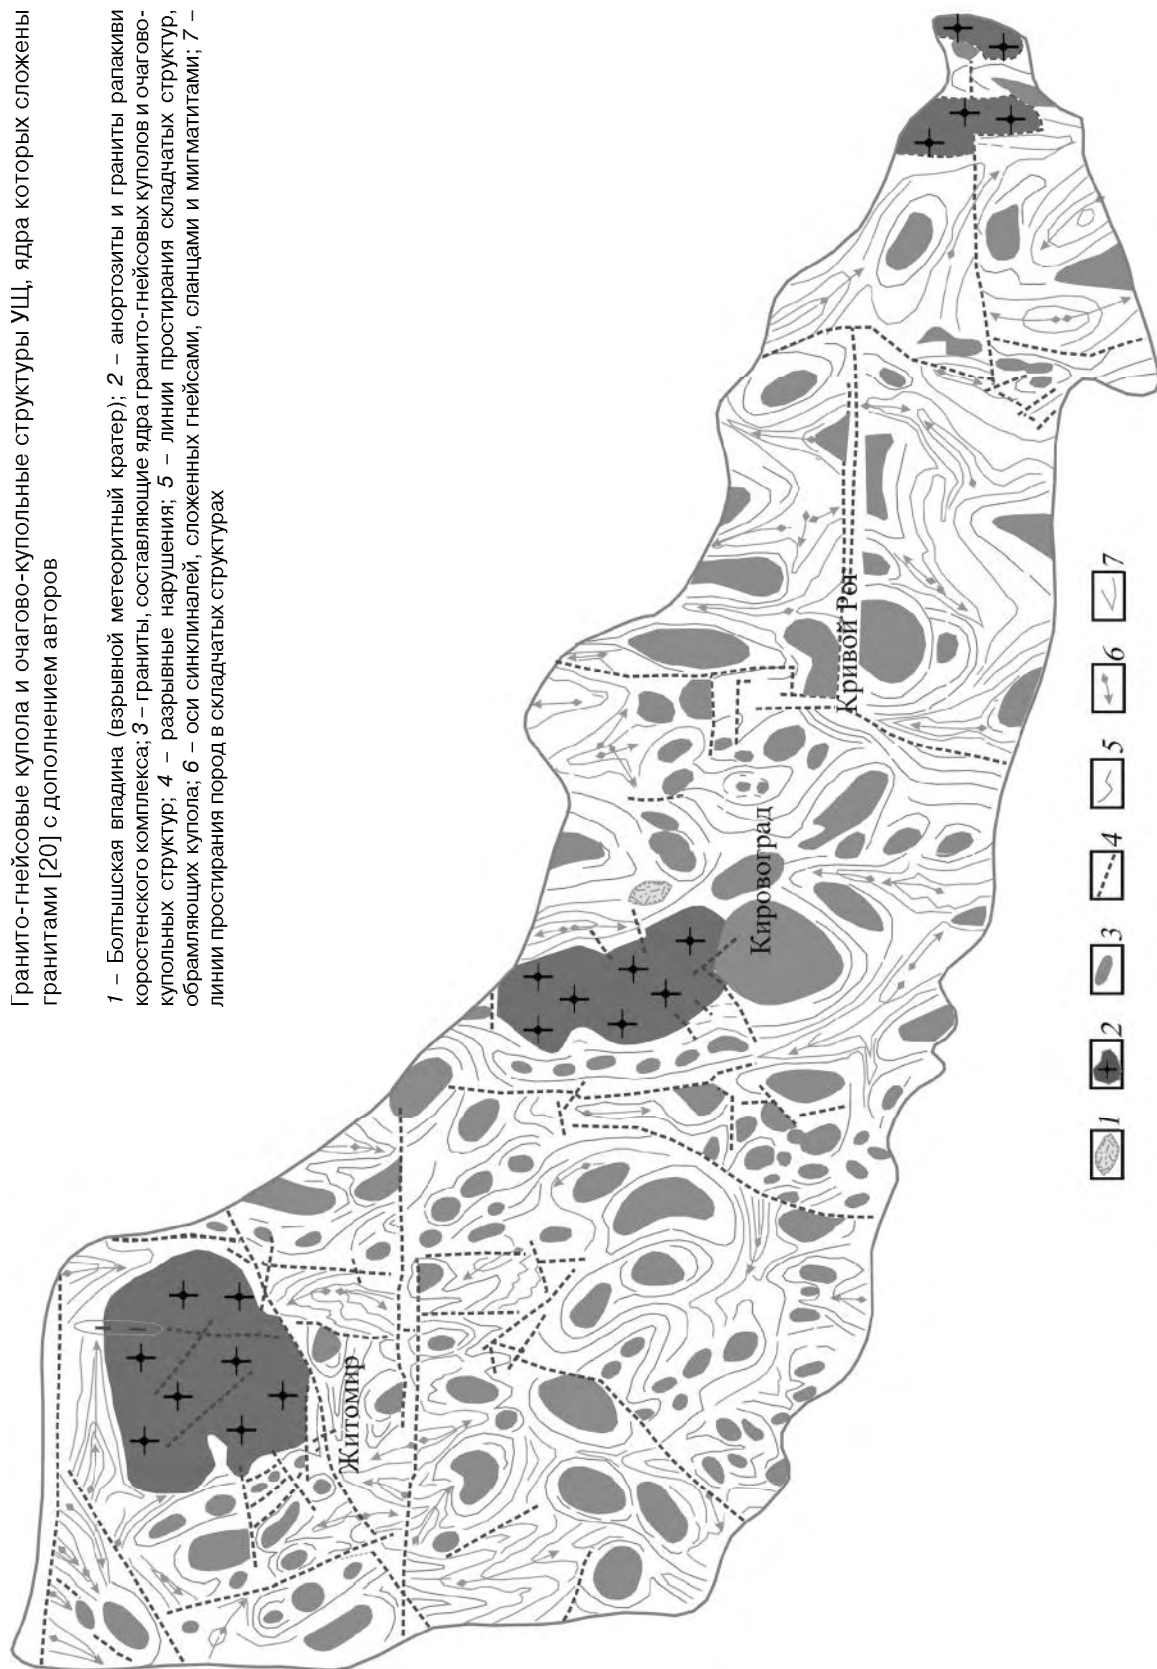 Гранито-гнейсовые купола и очагово-купольные структуры УЩ, ядра которых сложены
гранитами [20] с дополнением авторов
1 – Болтышская впадина (взрывной метеоритный кратер); 2 – анортозиты и граниты рапакиви
коростенского комплекса; 3 – граниты, составляющие ядра гранито-гнейсовых куполов и очагово-
купольных структур; 4 – разрывные нарушения; 5 – линии простирания складчатых структур,
обрамляющих купола; 6 – оси синклиналей, сложенных гнейсами, сланцами и мигматитами; 7 –
линии простирания пород в складчатых структурах
Житомир
Кировоград
Кривой Рог
1 2 3 4 5 6 7